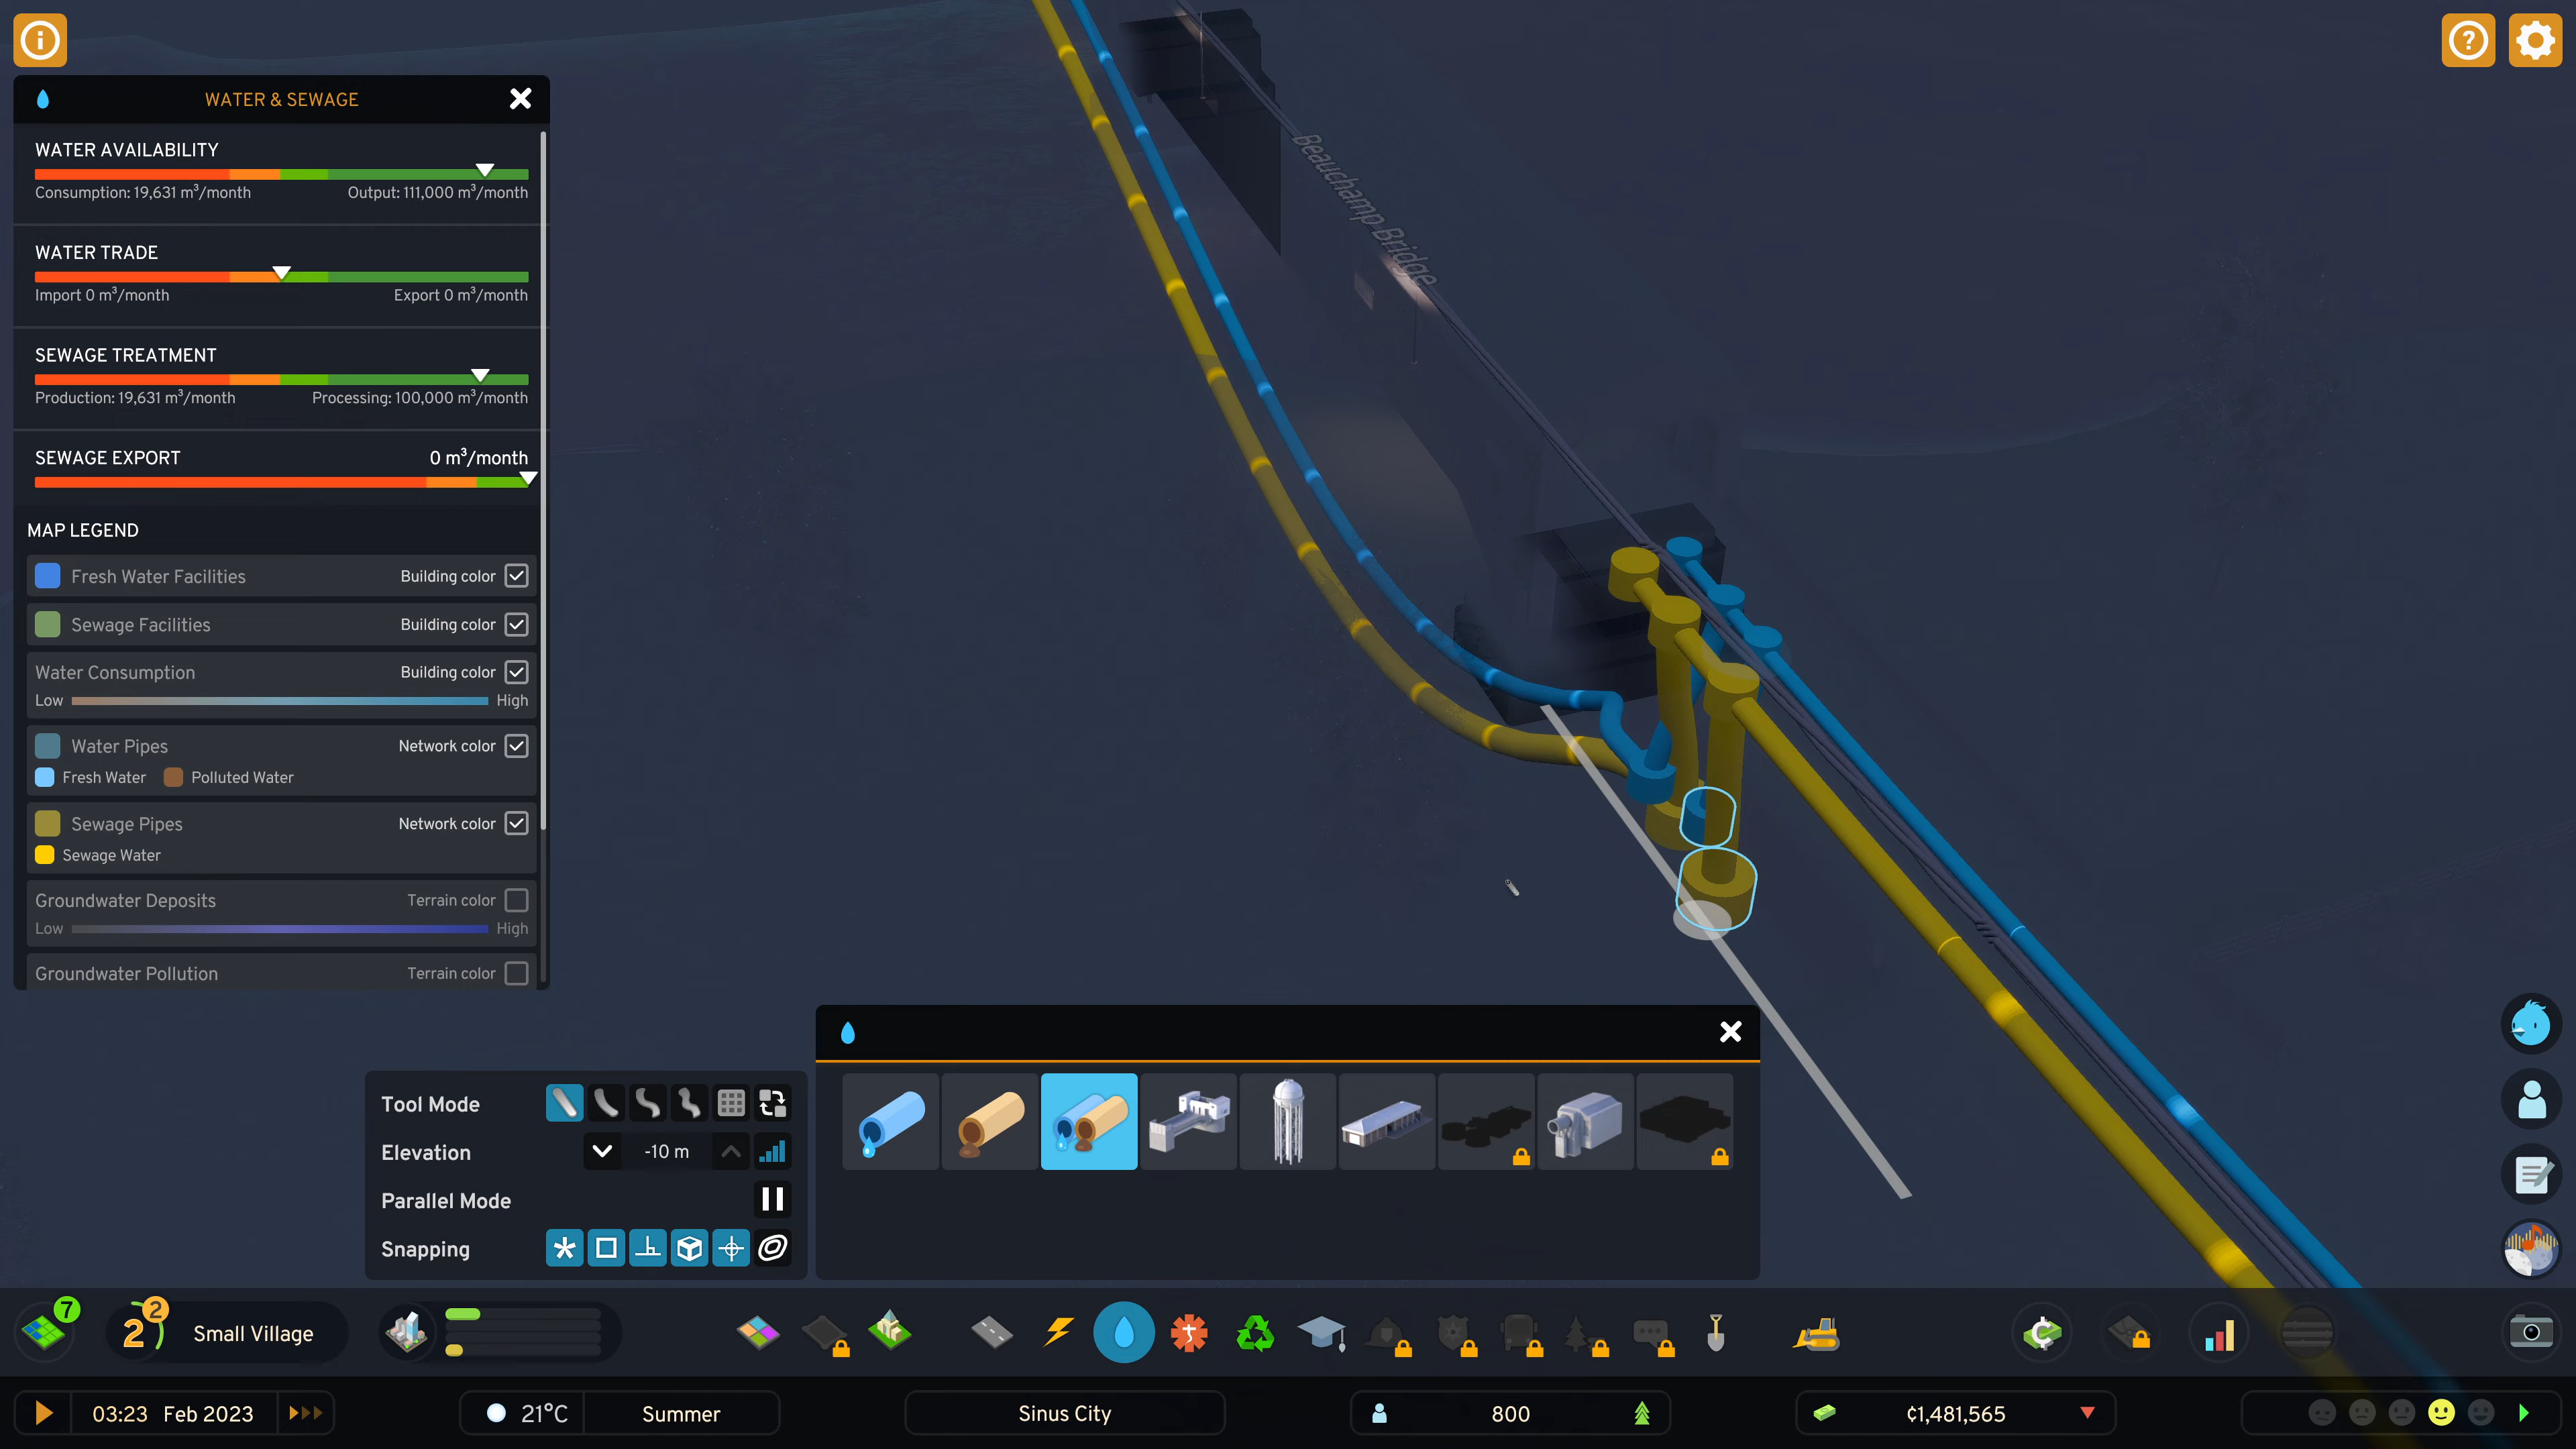 WATER & SEWAGE
WATER AVAILABILITY
Consumption: 19,631 m³/month Output: 111,000 m³/month
WATER TRADE
Import 0 m³/month Export 0 m³/month
SEWAGE TREATMENT
Production: 19,631 m³/month Processing: 100,000 m³/month
SEWAGE EXPORT 0 m³/month
MAP LEGEND
Fresh Water Facilities Building color
Sewage Facilities Building color
Water Consumption Building color
Low High
Water Pipes Network color
Fresh Water Polluted Water
Sewage Pipes Network color
Sewage Water
Groundwater Deposits Terrain color
Low High
Groundwater Pollution Terrain color
Beauchamp Bridge
Tool Mode
Elevation -10 m
Parallel Mode
Snapping
7
2 2 Small Village
03:23 Feb 2023
21°C Summer
Sinus City
800
¢1,481,565